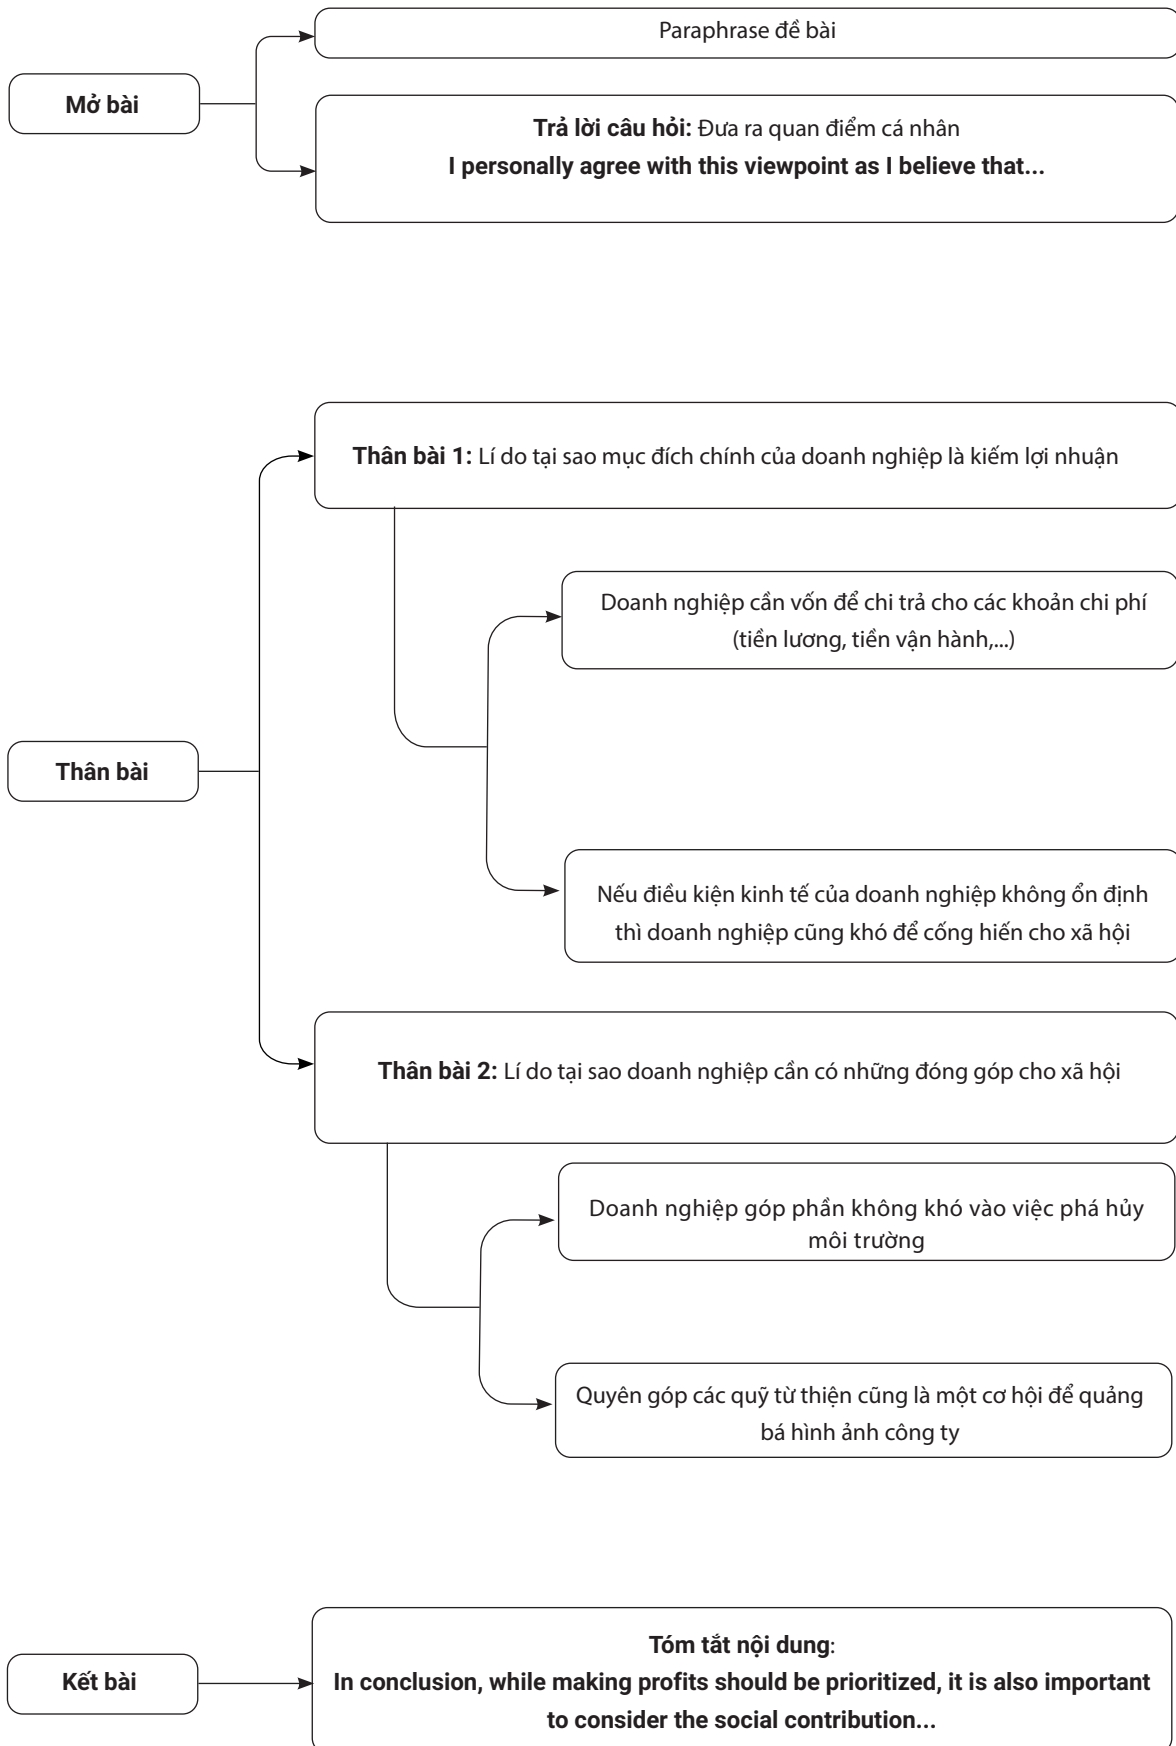 Paraphrase đề bài
Mở bài
Trả lời câu hỏi: Đưa ra quan điểm cá nhân
I personally agree with this viewpoint as I believe that...
Thân bài 1: Lí do tại sao mục đích chính của doanh nghiệp là kiếm lợi nhuận
Doanh nghiệp cần vốn để chi trả cho các khoản chi phí
(tiền lương, tiền vận hành,...)
Thân bài
Nếu điều kiện kinh tế của doanh nghiệp không ổn định
thì doanh nghiệp cũng khó để cống hiến cho xã hội
Thân bài 2: Lí do tại sao doanh nghiệp cần có những đóng góp cho xã hội
Doanh nghiệp góp phần không khó vào việc phá hủy
môi trường
Quyên góp các quỹ từ thiện cũng là một cơ hội để quảng
bá hình ảnh công ty
Kết bài
Tóm tắt nội dung:
In conclusion, while making profits should be prioritized, it is also important
to consider the social contribution...